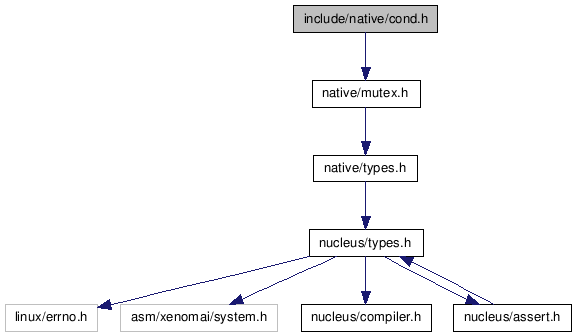 include/native/cond.h
native/mutex.h
native/types.h
nucleus/types.h
linux/errno.h
asm/xenomai/system.h
nucleus/compiler.h
nucleus/assert.h